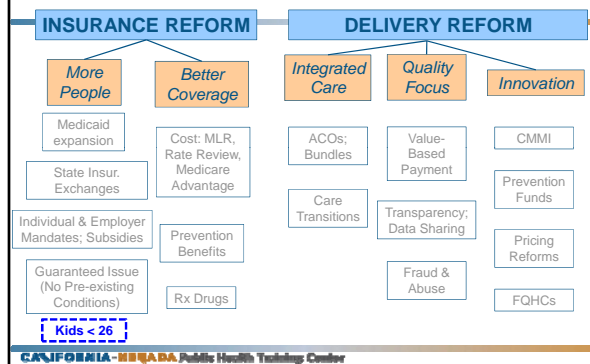 INSURANCE REFORM
More
People
Better
Coverage
Medicaid
expansion
State Insur.
Exchanges
Individual & Employer
Mandates; Subsidies
Guaranteed Issue
(No Pre-existing
Conditions)
Kids < 26
Cost: MLR,
Rate Review,
Medicare
Advantage
Prevention
Benefits
Rx Drugs
DELIVERY REFORM
Integrated
Care
Quality
Focus
Innovation
ACOs;
Bundles
Care
Transitions
Value-
Based
Payment
Transparency;
Data Sharing
Fraud &
Abuse
CMMI
Prevention
Funds
Pricing
Reforms
FQHCs
CALIFORNIA-NEVADA Public Health Training Center